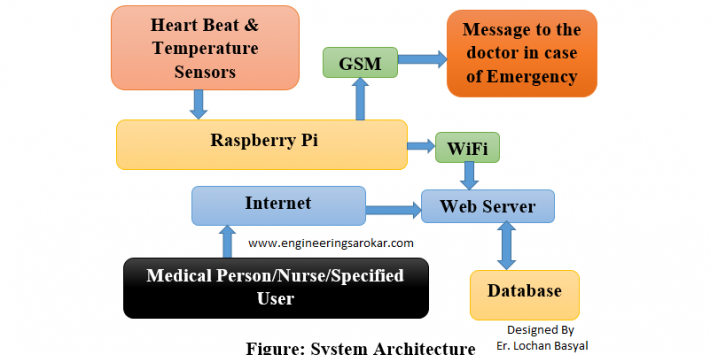 Heart Beat &
Temperature
Sensors
GSM
Message to the
doctor in case
of Emergency
Raspberry Pi
WiFi
Internet
Web Server
www.engineeringsarokar.com
Medical Person/Nurse/Specified
User
Database
Designed By
Er. Lochan Basyal
Figure: System Architecture